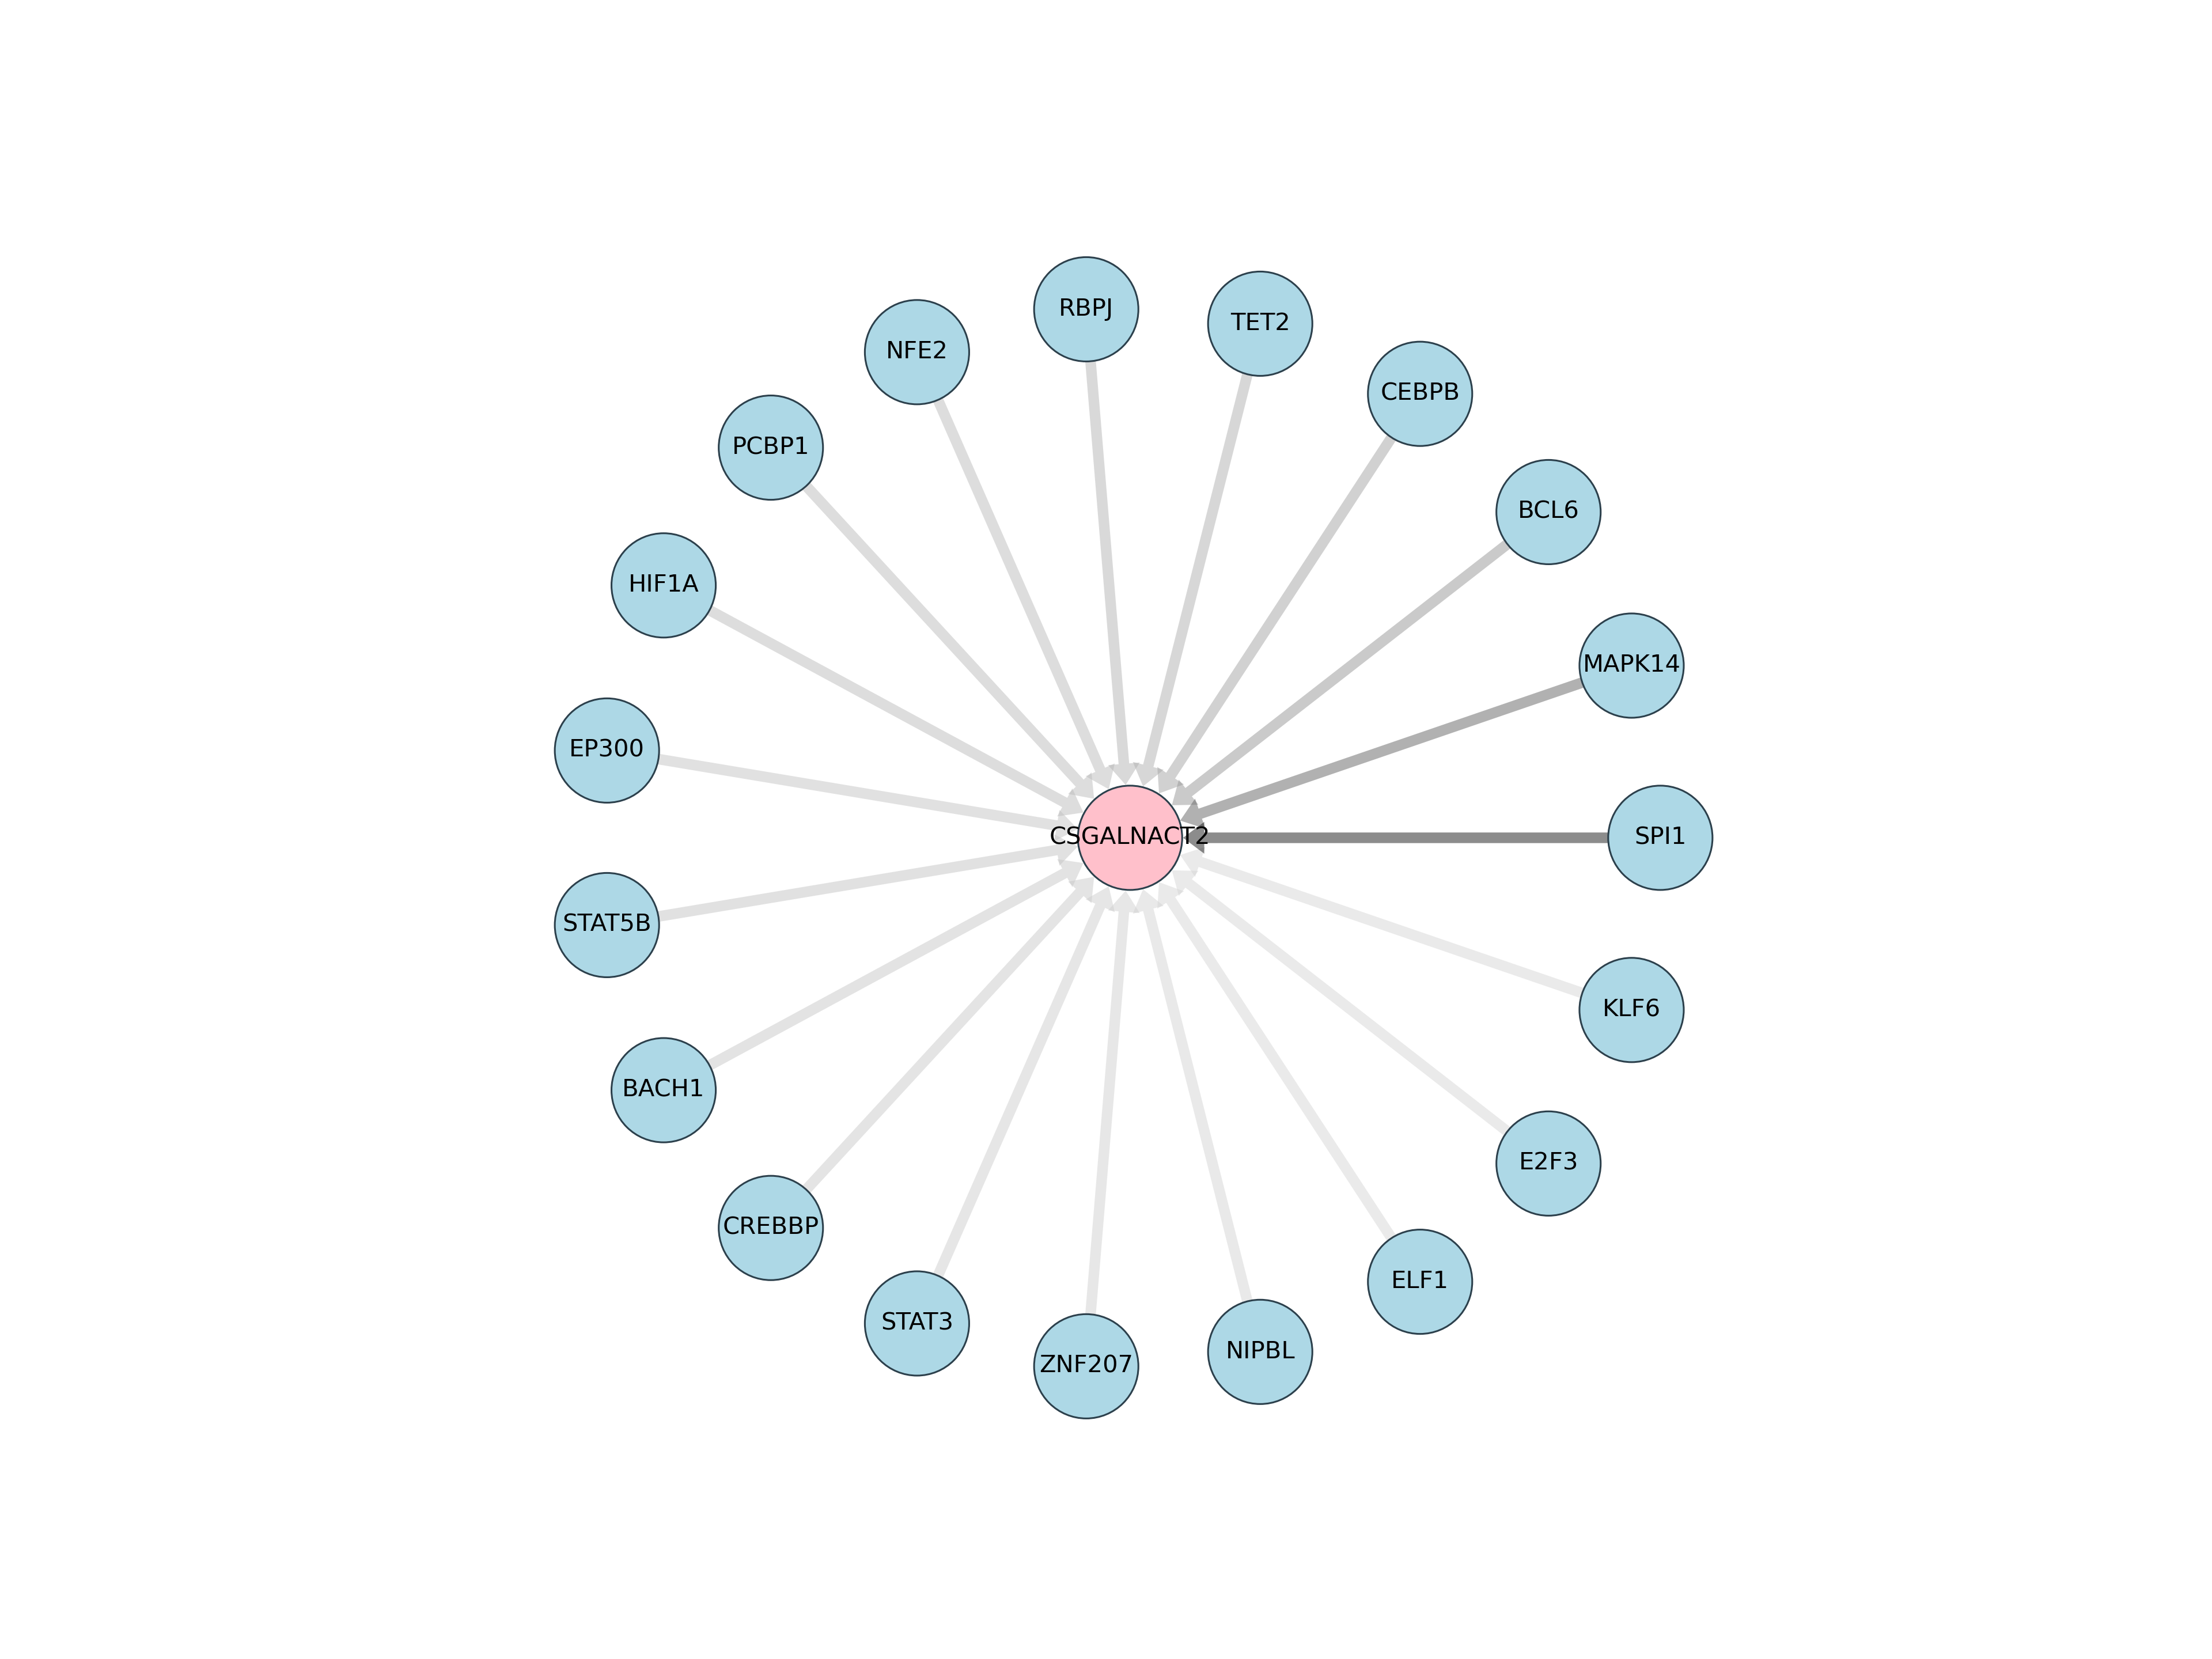 RBPJ
TET2
NFE2
CEBPB
PCBP1
BCL6
HIF1A
MAPK14
EP300
CSGALNACT2
SPI1
STAT5B
KLF6
BACH1
E2F3
CREBBP
ELF1
STAT3
NIPBL
ZNF207